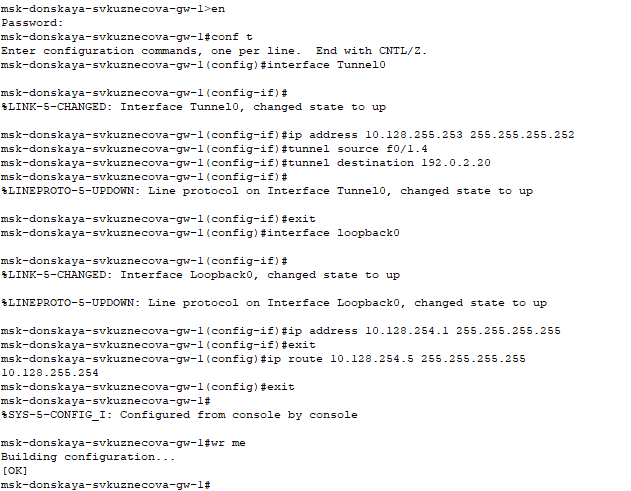 msk-donskaya-svkuznecova-gw-1>en
Password:
msk-donskaya-svkuznecova-gw-1#conf t
Enter configuration commands, one per line.  End with CNTL/Z.
msk-donskaya-svkuznecova-gw-1(config)#interface Tunnel0
msk-donskaya-svkuznecova-gw-1(config-if)#
%LINK-5-CHANGED: Interface Tunnel0, changed state to up
msk-donskaya-svkuznecova-gw-1(config-if)#ip address 10.128.255.253 255.255.255.252
msk-donskaya-svkuznecova-gw-1(config-if)#tunnel source f0/1.4
msk-donskaya-svkuznecova-gw-1(config-if)#tunnel destination 192.0.2.20
msk-donskaya-svkuznecova-gw-1(config-if)#
%LINEPROTO-5-UPDOWN: Line protocol on Interface Tunnel0, changed state to up
msk-donskaya-svkuznecova-gw-1(config-if)#exit
msk-donskaya-svkuznecova-gw-1(config)#interface loopback0
msk-donskaya-svkuznecova-gw-1(config-if)#
%LINK-5-CHANGED: Interface Loopback0, changed state to up
%LINEPROTO-5-UPDOWN: Line protocol on Interface Loopback0, changed state to up
msk-donskaya-svkuznecova-gw-1(config-if)#ip address 10.128.254.1 255.255.255.255
msk-donskaya-svkuznecova-gw-1(config-if)#exit
msk-donskaya-svkuznecova-gw-1(config)#ip route 10.128.254.5 255.255.255.255
10.128.255.254
msk-donskaya-svkuznecova-gw-1(config)#exit
msk-donskaya-svkuznecova-gw-1#
%SYS-5-CONFIG_I: Configured from console by console
msk-donskaya-svkuznecova-gw-1#wr me
Building configuration...
[OK]
msk-donskaya-svkuznecova-gw-1#